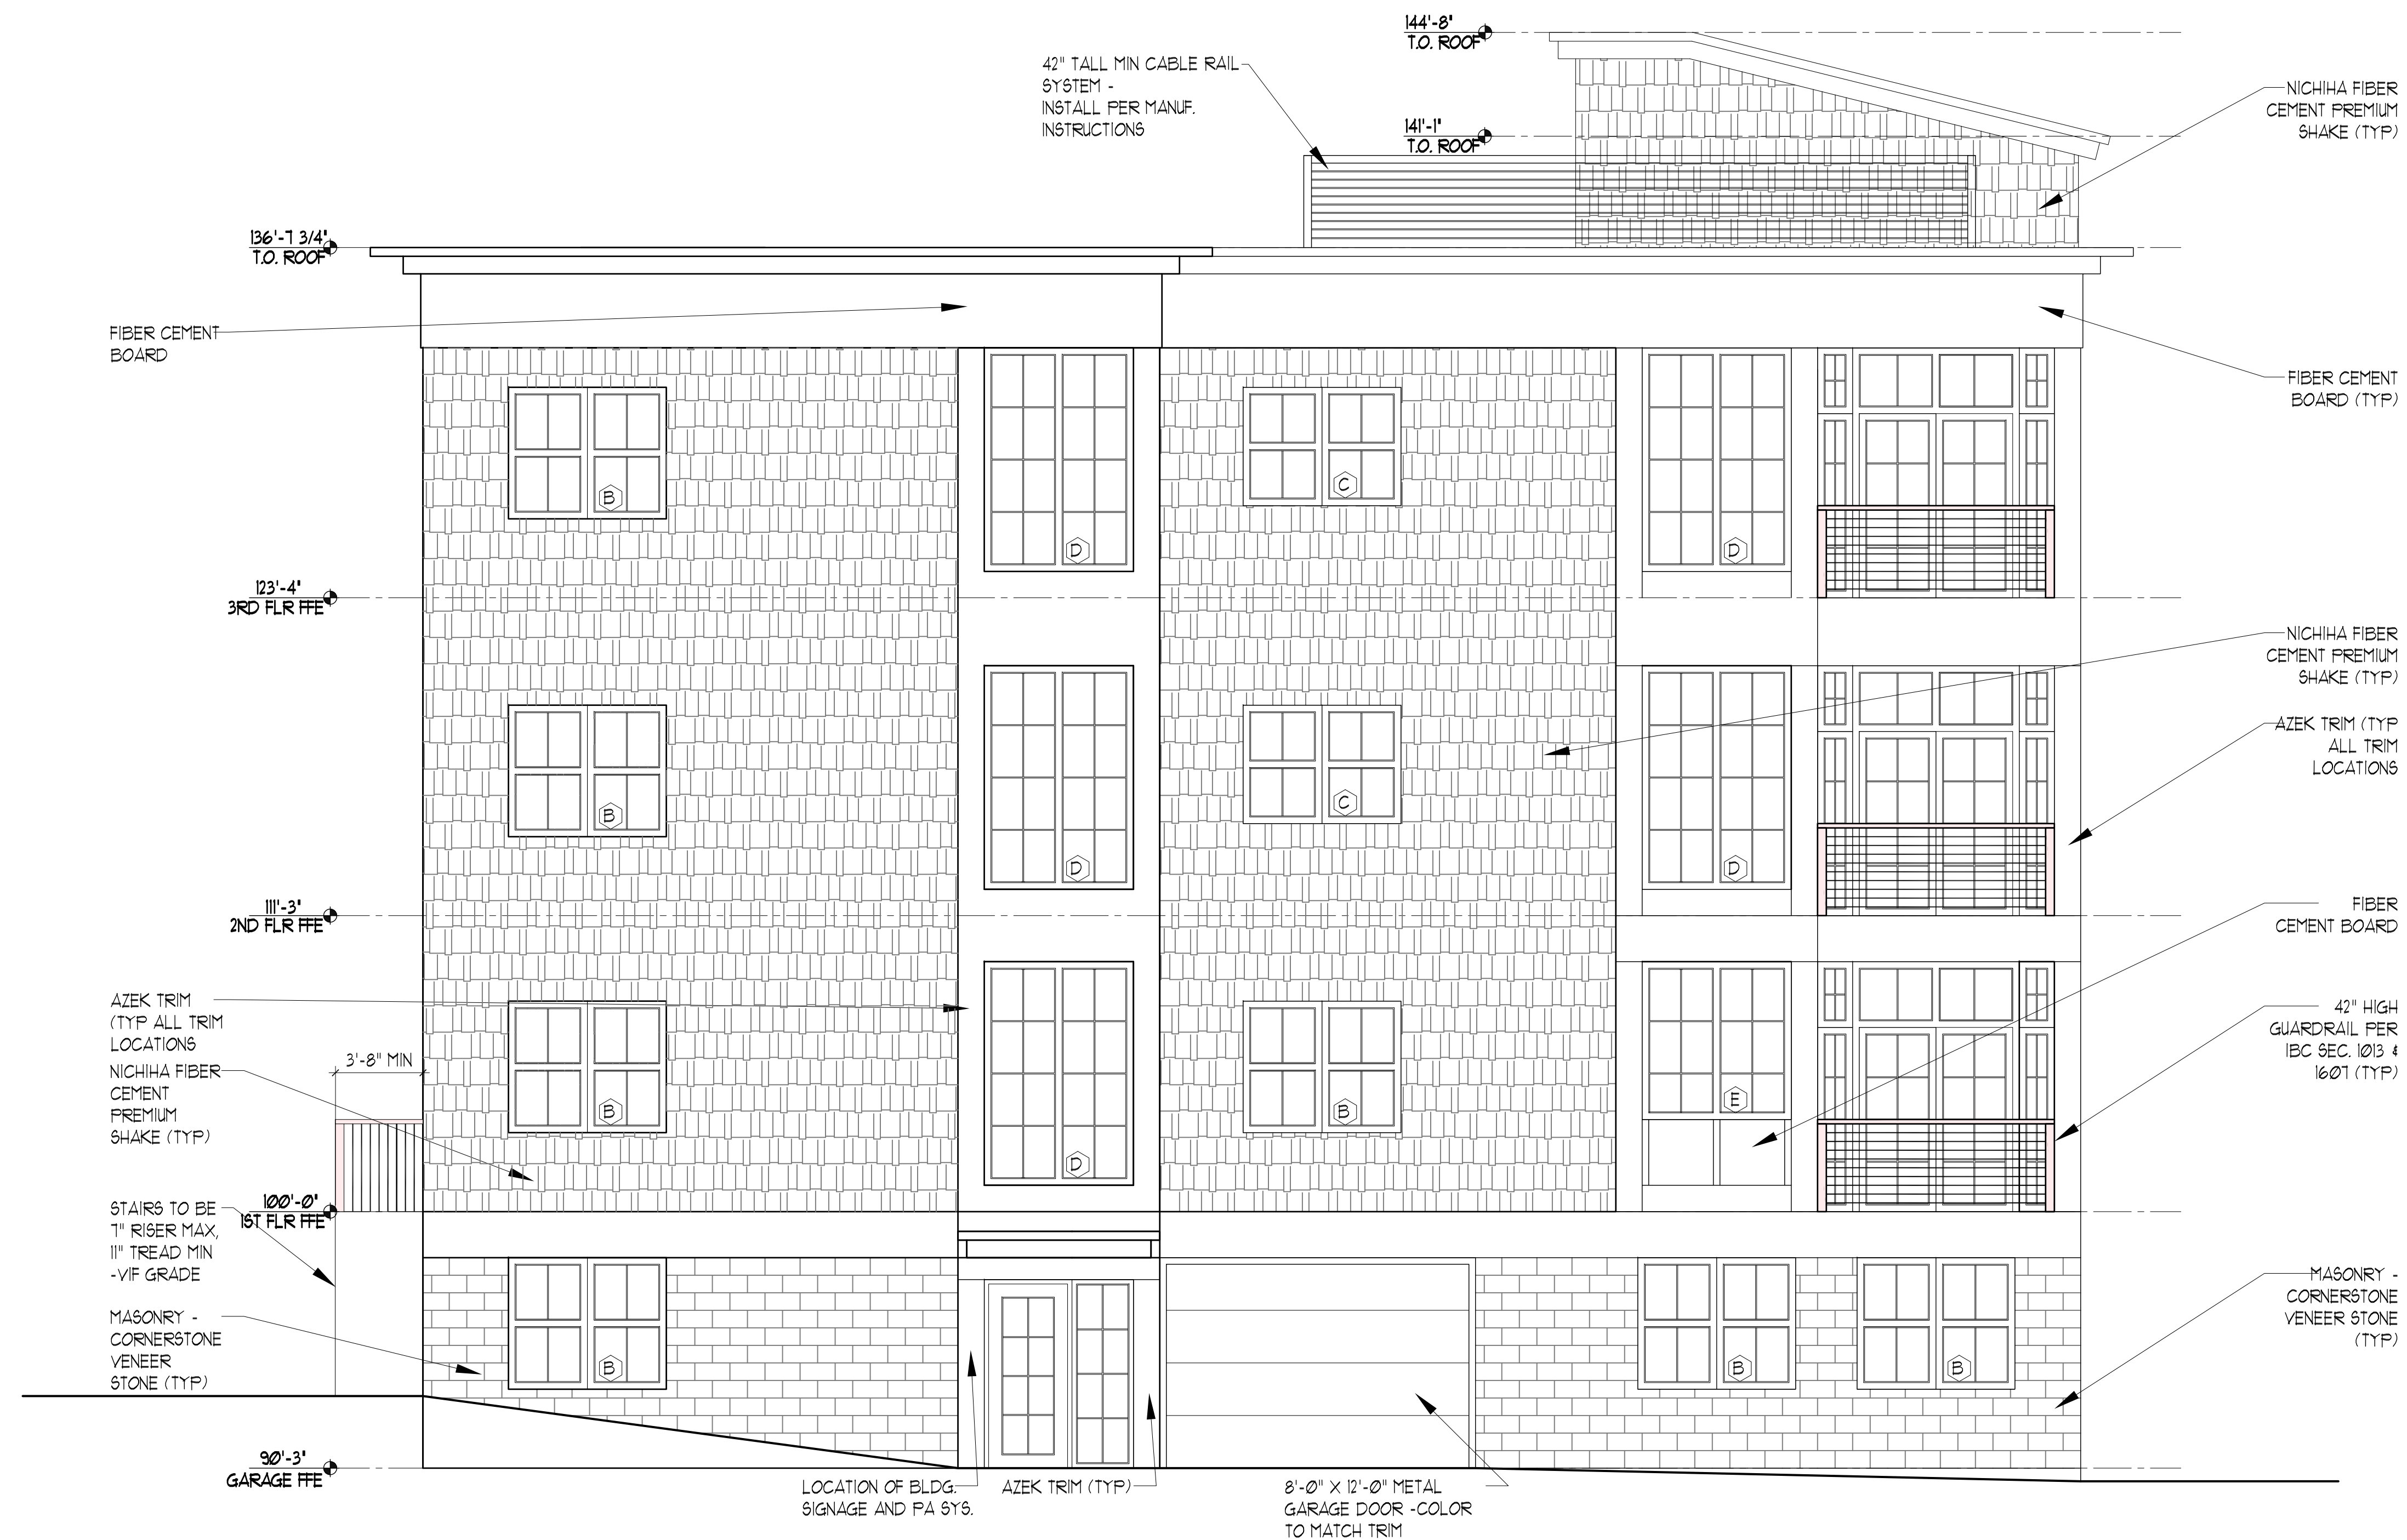 144'-8"
T.O. ROOF
42" TALL MIN CABLE RAIL
SYSTEM -
INSTALL PER MANUF.
INSTRUCTIONS
141'-1"
T.O. ROOF
NICHIHA FIBER
CEMENT PREMIUM
SHAKE (TYP)
136'-7 3/4"
T.O. ROOF
FIBER CEMENT
BOARD
FIBER CEMENT
BOARD (TYP)
B
C
D
D
123'-4"
3RD FLR FFE
NICHIHA FIBER
CEMENT PREMIUM
SHAKE (TYP)
AZEK TRIM (TYP
ALL TRIM
LOCATIONS
B
C
D
D
111'-3"
2ND FLR FFE
FIBER
CEMENT BOARD
AZEK TRIM
(TYP ALL TRIM
LOCATIONS
3'-8" MIN
NICHIHA FIBER
CEMENT
PREMIUM
SHAKE (TYP)
42" HIGH
GUARDRAIL PER
IBC SEC. 1013 &
1607 (TYP)
B
B
E
D
100'-0"
1ST FLR FFE
STAIRS TO BE
7" RISER MAX,
11" TREAD MIN
-VIF GRADE
MASONRY -
CORNERSTONE
VENEER
STONE (TYP)
MASONRY -
CORNERSTONE
VENEER STONE
(TYP)
B
B
B
90'-3"
GARAGE FFE
LOCATION OF BLDG.
SIGNAGE AND PA SYS.
AZEK TRIM (TYP)
8'-0" X 12'-0" METAL
GARAGE DOOR -COLOR
TO MATCH TRIM